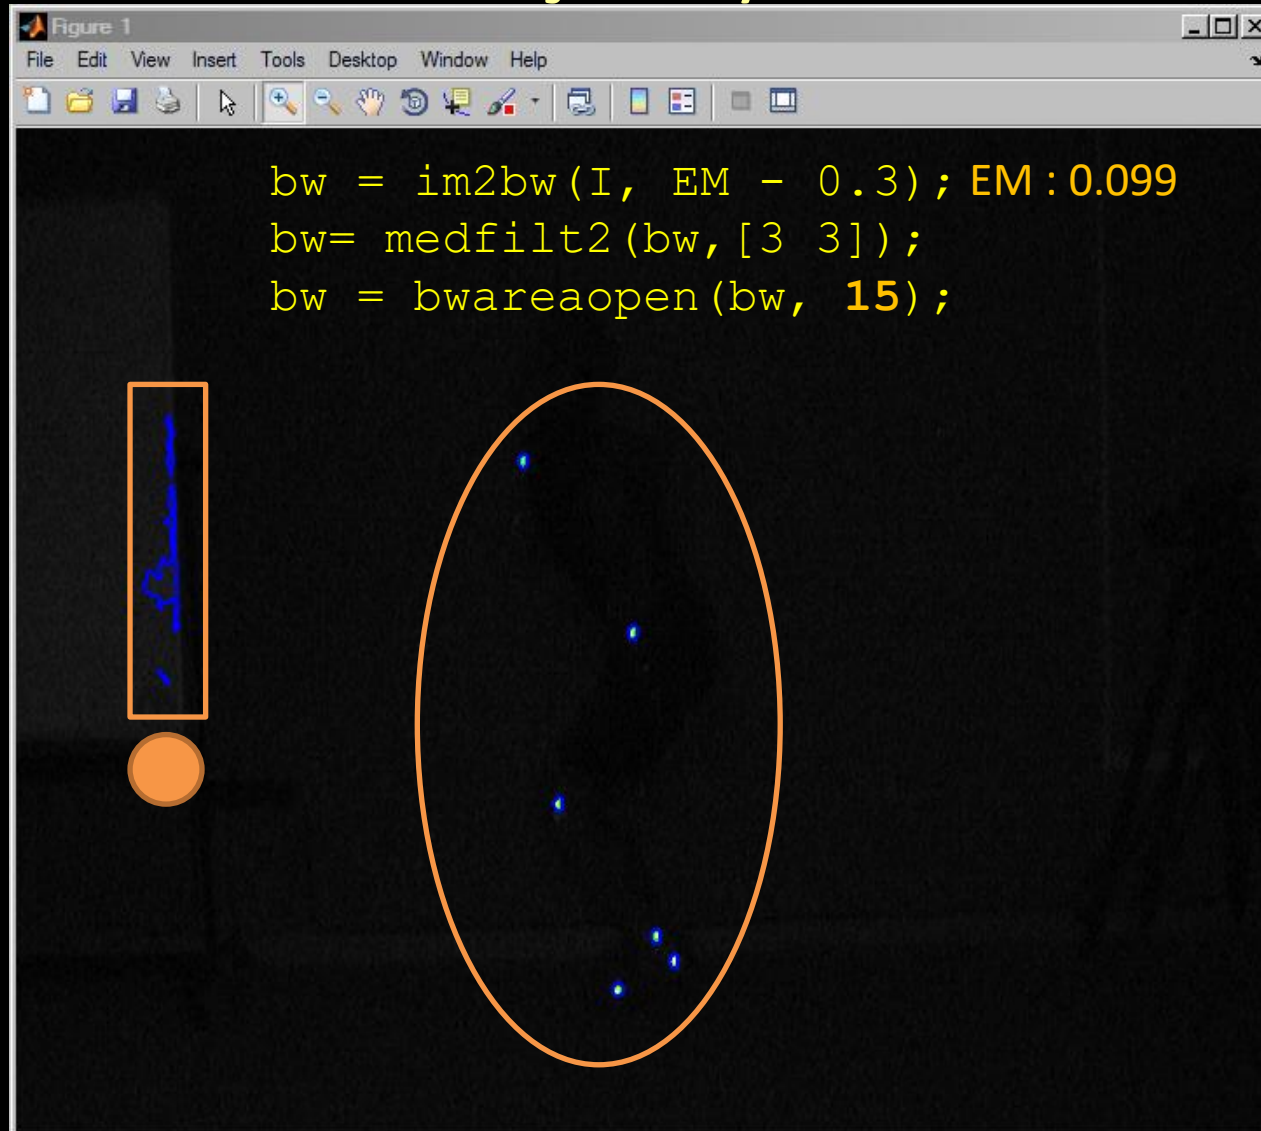 Figure 1
File Edit View Insert Tools Desktop Window Help
bw = im2bw(I, EM - 0.3); EM : 0.099
bw= medfilt2(bw,[3 3]);
bw = bwareaopen(bw, 15);